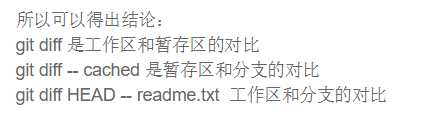 所以可以得出结论：
git diff 是工作区和暂存区的对比
git diff -- cached 是暂存区和分支的对比
git diff HEAD -- readme.txt  工作区和分支的对比